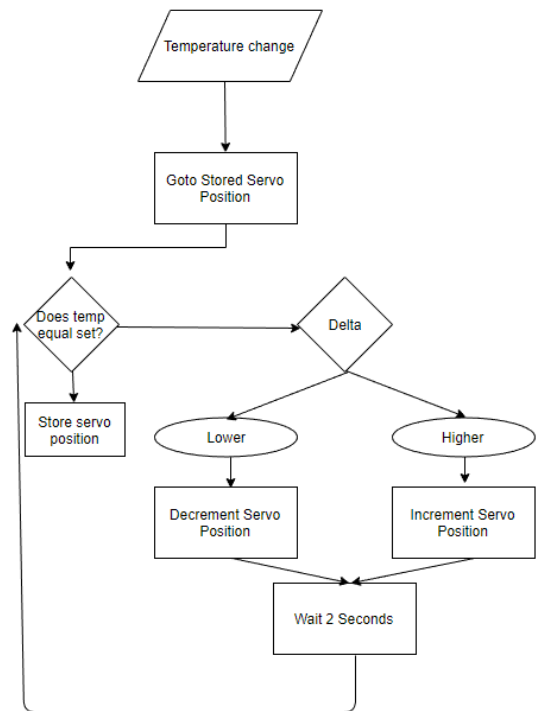 Temperature change
Goto Stored Servo
Position
Does temp
equal set?
Delta
Store servo
position
Lower
Higher
Decrement Servo
Position
Increment Servo
Position
Wait 2 Seconds